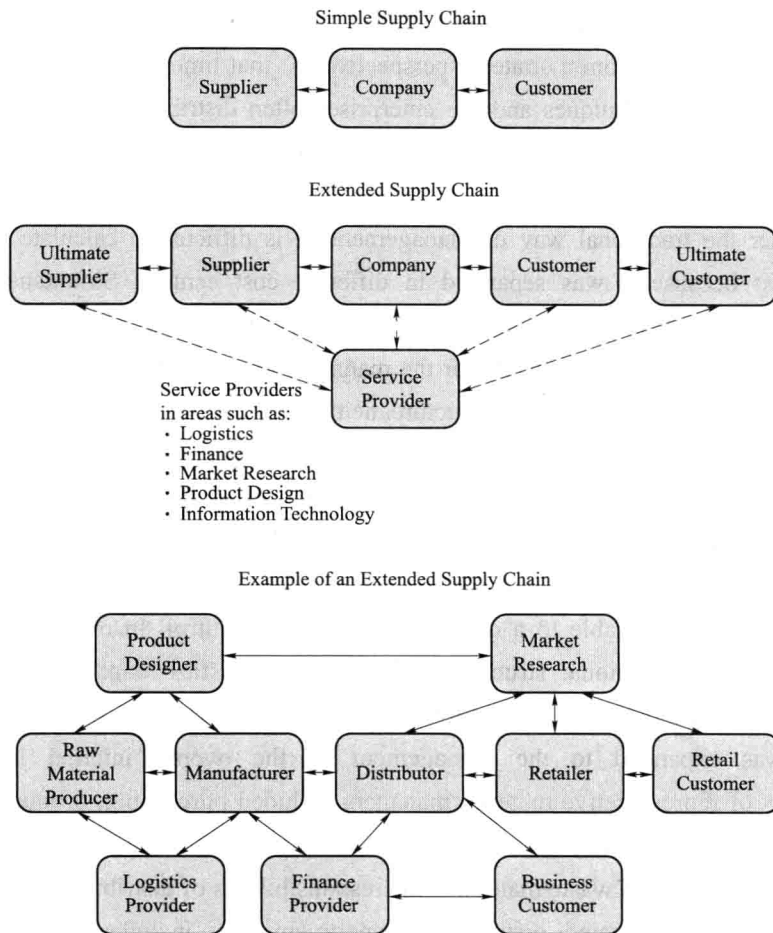 Simple Supply Chain
Supplier
Company
Customer
Extended Supply Chain
Ultimate
Supplier
Supplier
Company
Customer
Ultimate
Customer
Service
Provider
Service Providers
in areas such as:
· Logistics
· Finance
· Market Research
· Product Design
· Information Technology
Example of an Extended Supply Chain
Product
Designer
Market
Research
Raw
Material
Producer
Manufacturer
Distributor
Retailer
Retail
Customer
Logistics
Provider
Finance
Provider
Business
Customer